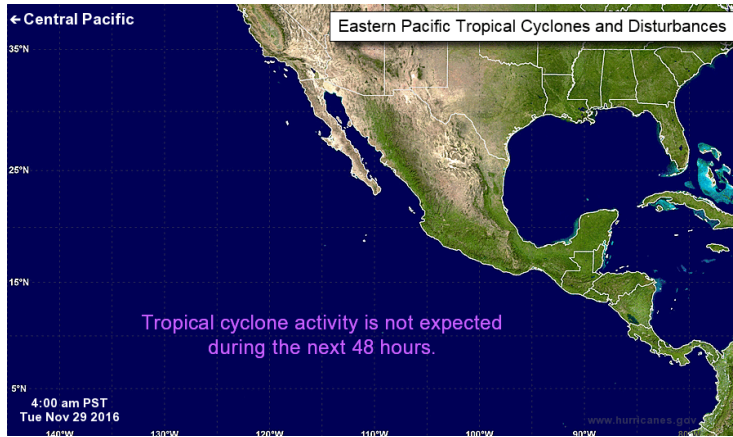 ←Central Pacific
Eastern Pacific Tropical Cyclones and Disturbances
35°N
25°N
15°N
Tropical cyclone activity is not expected
during the next 48 hours.
5°N
4:00 am PST
Tue Nov 29 2016
www.hurricanes.gov
140°W 130°W 120°W 110°W 100°W 90°W 80°W